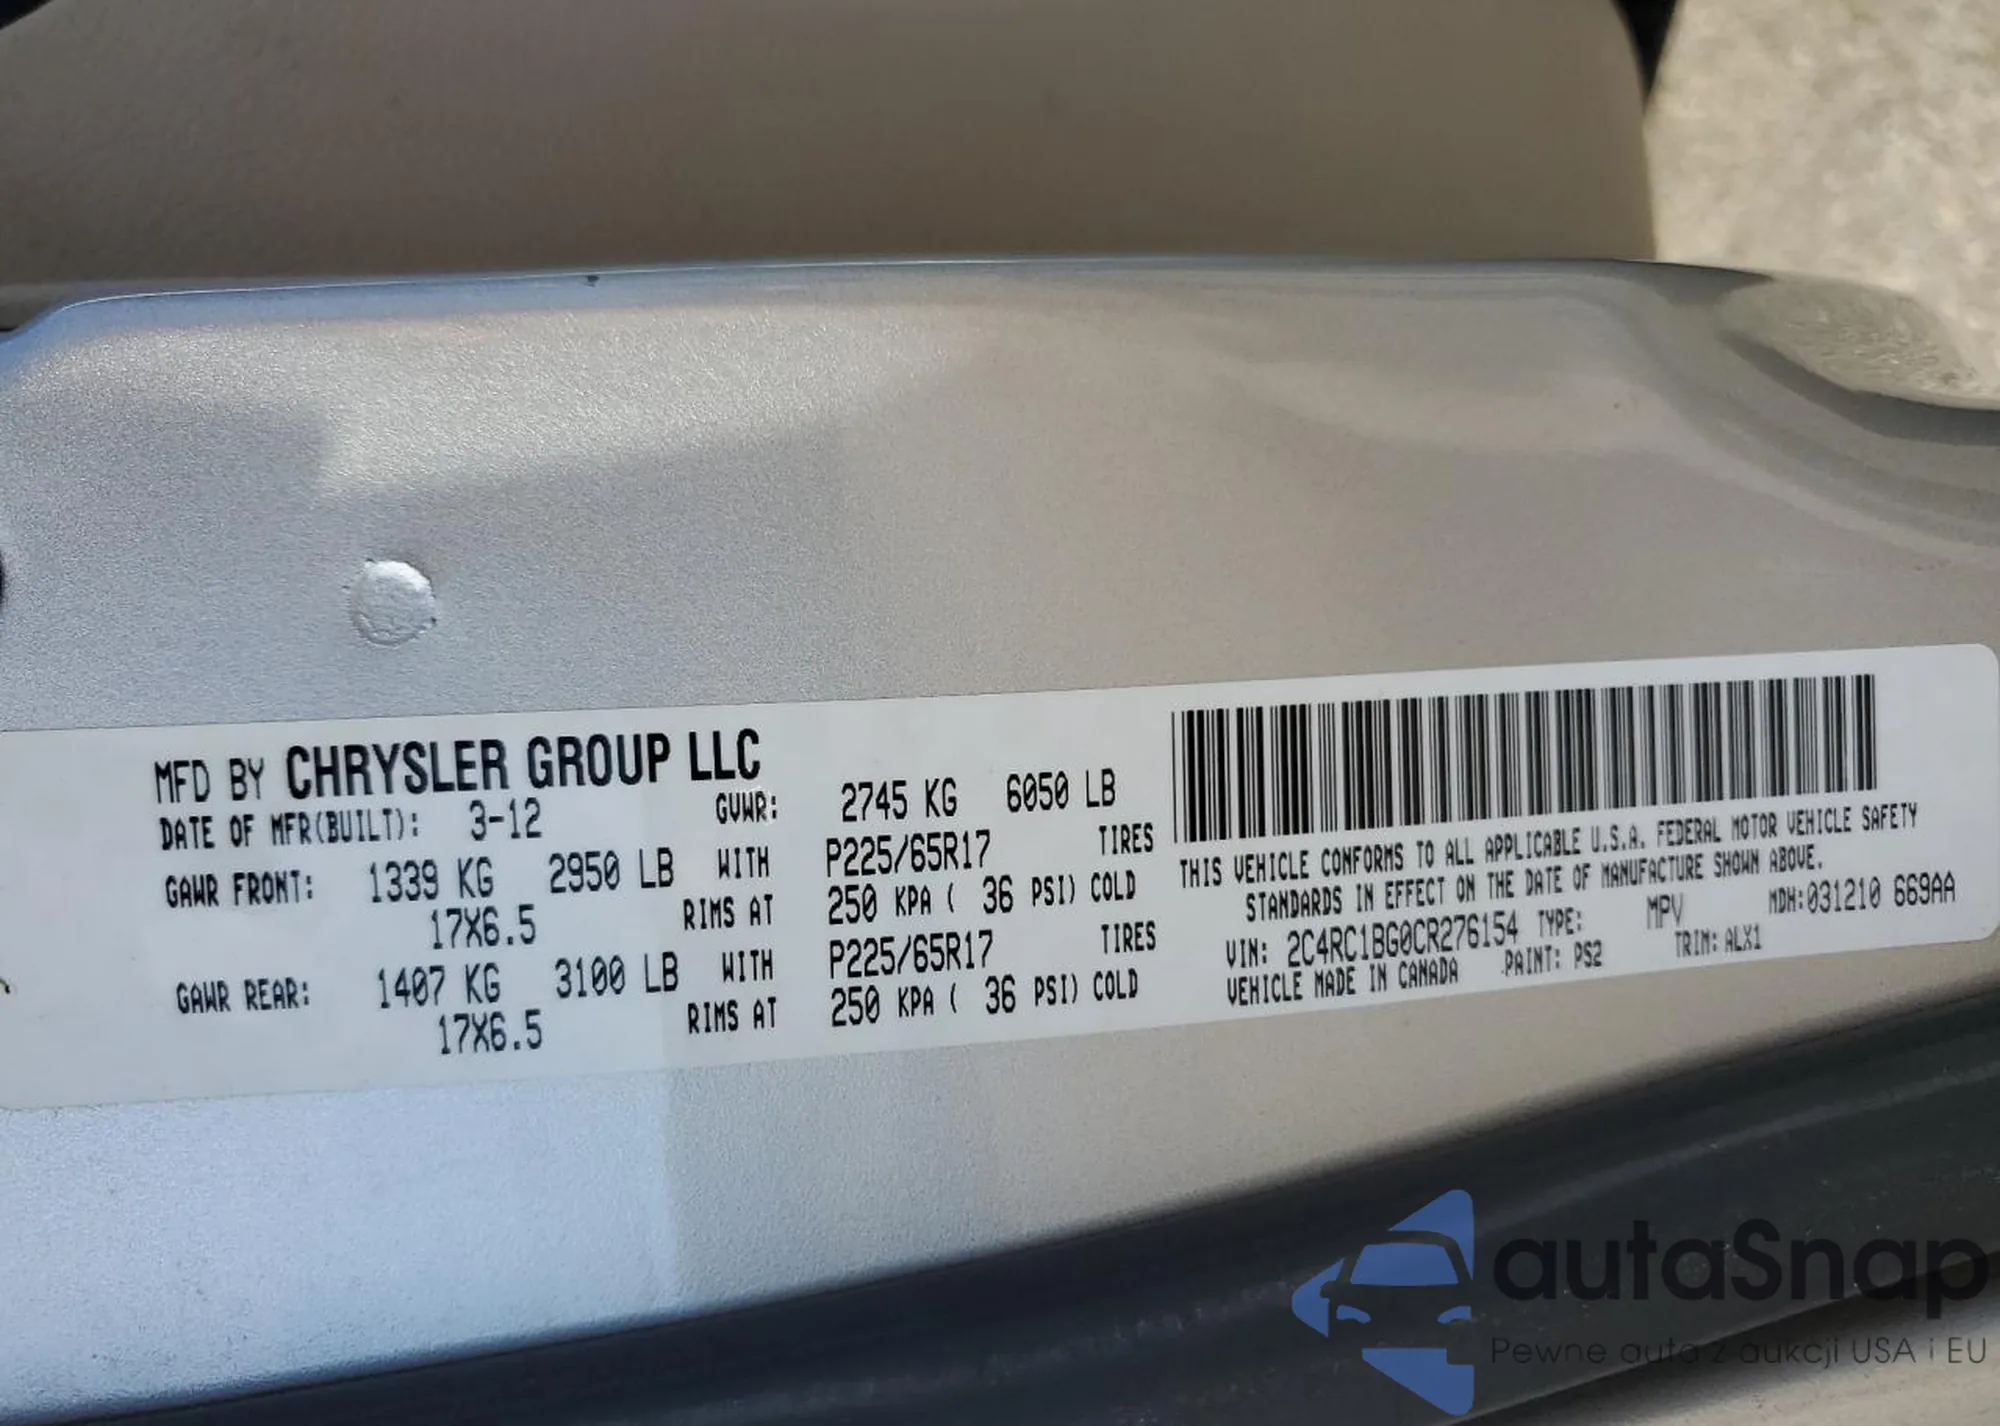 MFD BY CHRYSLER GROUP LLC
DATE OF MFR(BUILT): 3-12 GVWR: 2745 KG 6050 LB
GAWR FRONT: 1339 KG 2950 LB WITH P225/65R17 TIRES
17X6.5 RIMS AT 250 KPA ( 36 PSI) COLD
GAWR REAR: 1407 KG 3100 LB WITH P225/65R17 TIRES
17X6.5 RIMS AT 250 KPA ( 36 PSI) COLD
THIS VEHICLE CONFORMS TO ALL APPLICABLE U.S.A. FEDERAL MOTOR VEHICLE SAFETY
STANDARDS IN EFFECT ON THE DATE OF MANUFACTURE SHOWN ABOVE.
VIN: 2C4RC1BG0CR276154 TYPE: MPV MDH:031210 669AA
VEHICLE MADE IN CANADA PAINT: PS2 TRIM: ALX1
autaSnap
Pewne auta z aukcji USA i EU